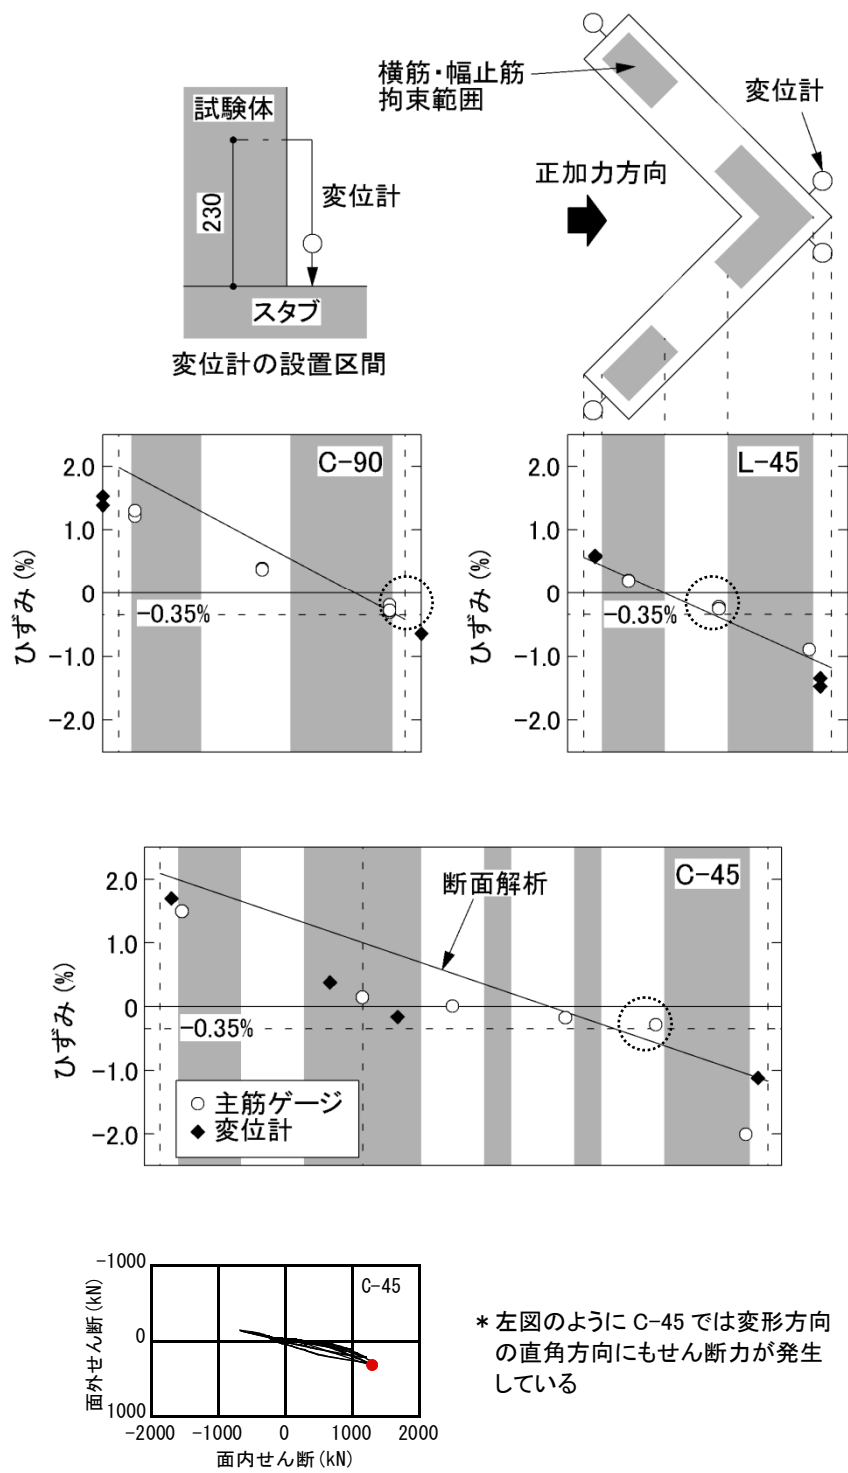 試験体
230
変位計
スタブ
変位計の設置区間
横筋・幅止筋
拘束範囲
変位計
正加力方向
C-90
2.0
1.0
0
-1.0
-2.0
ひずみ(%)
-0.35%
L-45
2.0
1.0
0
-1.0
-2.0
ひずみ(%)
-0.35%
C-45
2.0
1.0
0
-1.0
-2.0
ひずみ(%)
断面解析
-0.35%
主筋ゲージ
変位計
-1000
0
1000
面外せん断(kN)
C-45
-2000 -1000 0 1000 2000
面内せん断(kN)
* 左図のように C-45 では変形方向
の直角方向にもせん断力が発生
している